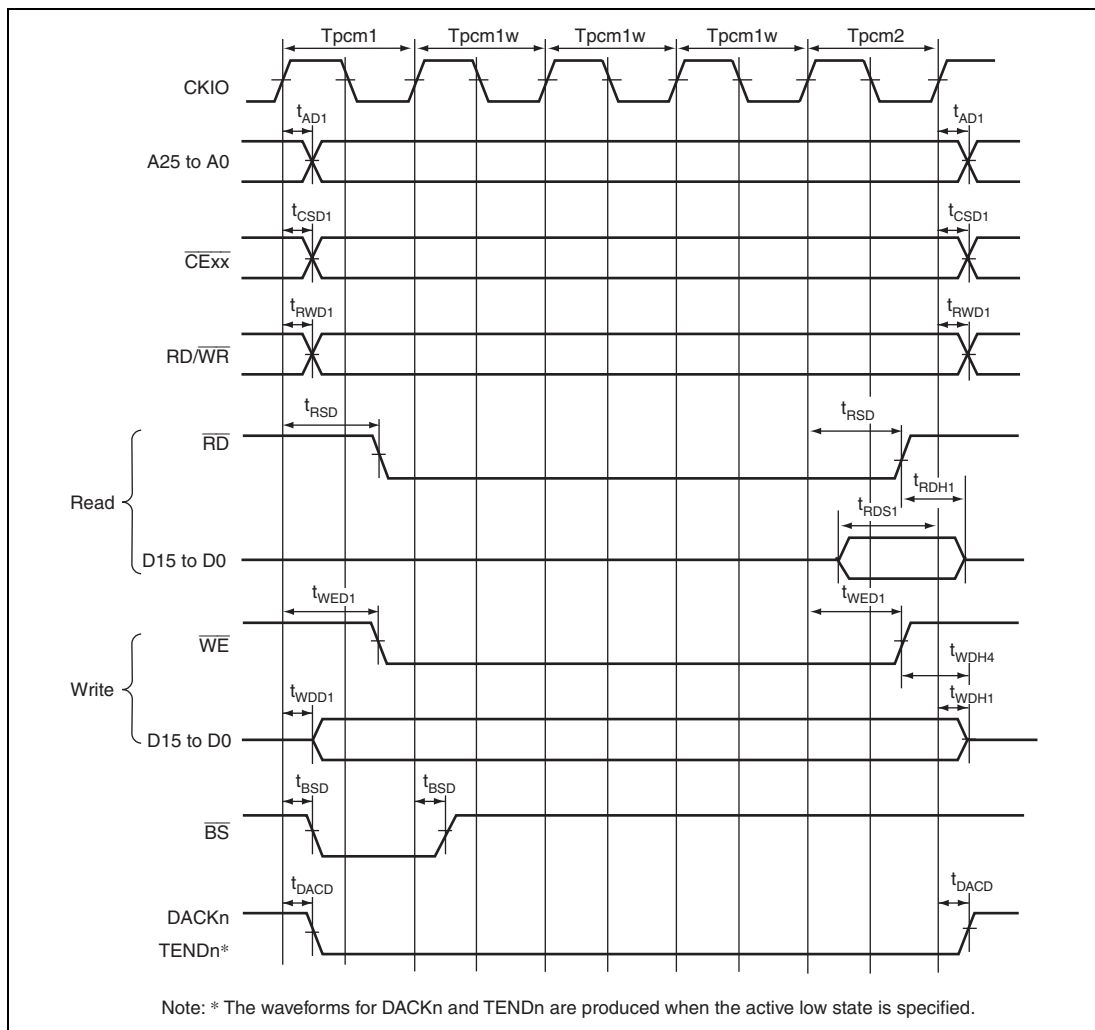 Tpcm1 Tpcm1w Tpcm1w Tpcm1w Tpcm2
CKIO
tAD1 tAD1
A25 to A0
tCSD1 tCSD1
CExx
tRWD1 tRWD1
RD/WR
tRSD tRSD
RD
tRDH1
Read
tRDS1
D15 to D0
tWED1 tWED1
WE
tWDH4
Write
tWDD1 tWDH1
D15 to D0
tBSD tBSD
BS
tDACD tDACD
DACKn
TENDn*
Note: * The waveforms for DACKn and TENDn are produced when the active low state is specified.